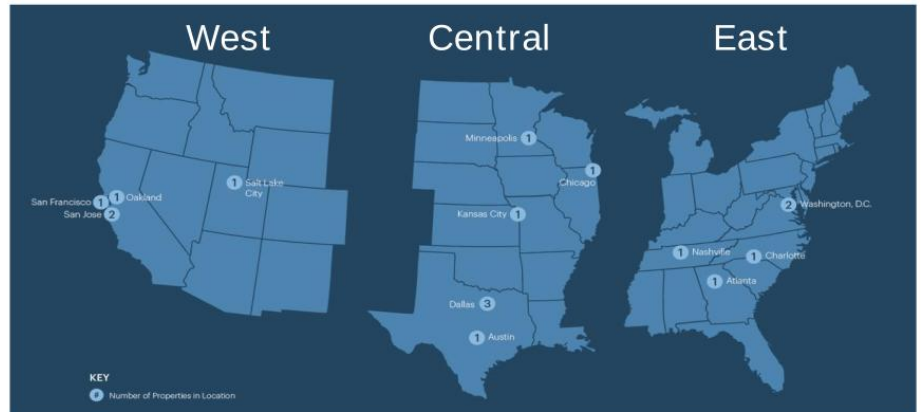 West
Central
East
San Francisco 1
1 Oakland
San Jose 2
1 Salt Lake
City
Minneapolis 1
1
Chicago
Kansas City 1
Dallas 3
1 Austin
2 Washington, D.C.
1 Nashville
1 Charlotte
1 Atlanta
KEY
# Number of Properties in Location